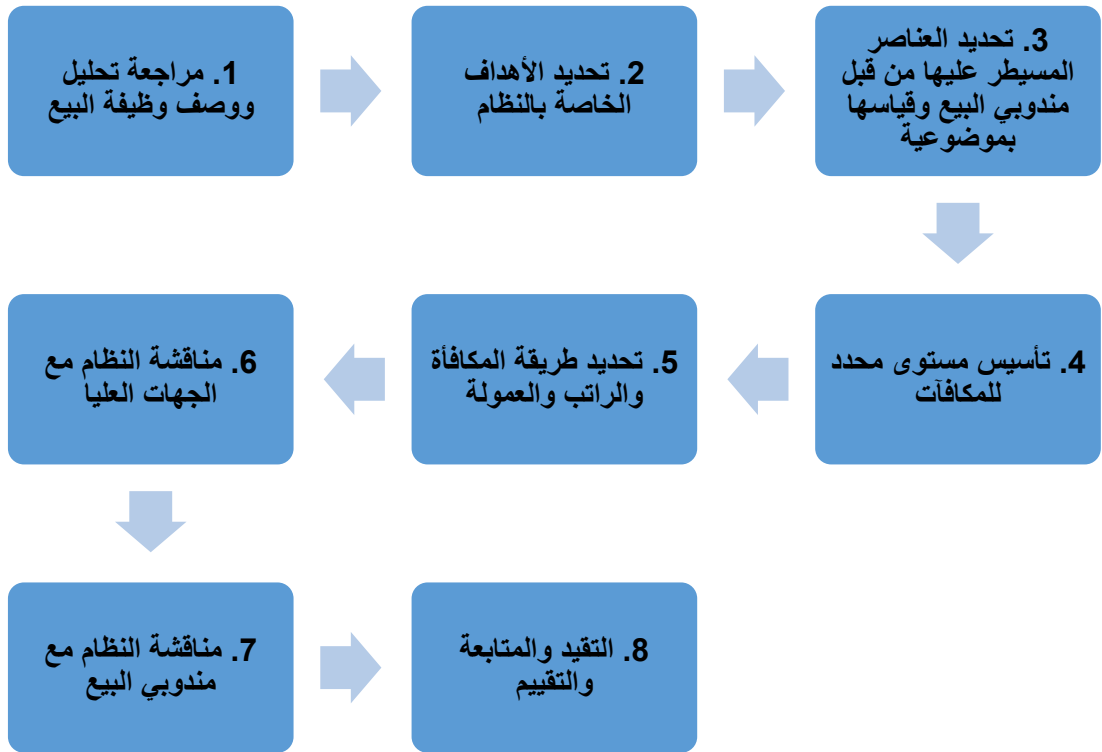 1. مراجعة تحليل
ووصف وظيفة البيع
2. تحديد الأهداف
الخاصة بالنظام
3. تحديد العناصر
المسيطر عليها من قبل
مندوبي البيع وقياسها
بموضوعية
4. تأسيس مستوى محدد
للمكافآت
5. تحديد طريقة المكافأة
والراتب والعمولة
6. مناقشة النظام مع
الجهات العليا
7. مناقشة النظام مع
مندوبي البيع
8. التقيد والمتابعة
والتقييم